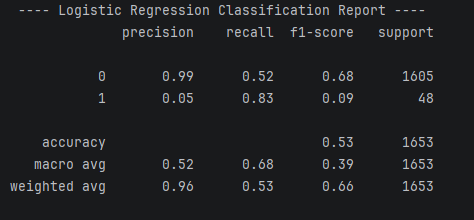 ---- Logistic Regression Classification Report ----
precision recall f1-score support
0 0.99 0.52 0.68 1605
1 0.05 0.83 0.09 48
accuracy 0.53 1653
macro avg 0.52 0.68 0.39 1653
weighted avg 0.96 0.53 0.66 1653